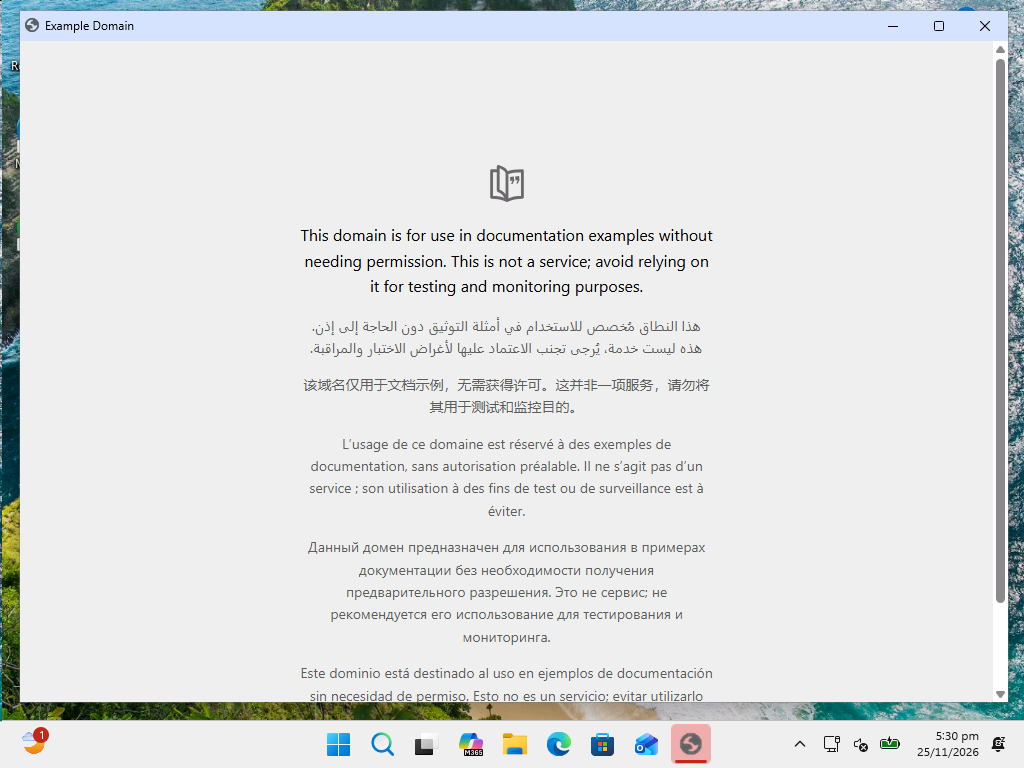 Example Domain
This domain is for use in documentation examples without
needing permission. This is not a service; avoid relying on
it for testing and monitoring purposes.
هذا النطاق مُخصص للاستخدام في أمثلة التوثيق دون الحاجة إلى إذن.
هذه ليست خدمة، يُرجى تجنب الاعتماد عليها لأغراض الاختبار والمراقبة.
该域名仅用于文档示例，无需获得许可。这并非一项服务，请勿将
其用于测试和监控目的。
L’usage de ce domaine est réservé à des exemples de
documentation, sans autorisation préalable. Il ne s’agit pas d’un
service ; son utilisation à des fins de test ou de surveillance est à
éviter.
Данный домен предназначен для использования в примерах
документации без необходимости получения
предварительного разрешения. Это не сервис; не
рекомендуется его использование для тестирования и
мониторинга.
Este dominio está destinado al uso en ejemplos de documentación
sin necesidad de permiso. Esto no es un servicio; evitar utilizarlo
1
M365
5:30 pm
25/11/2026